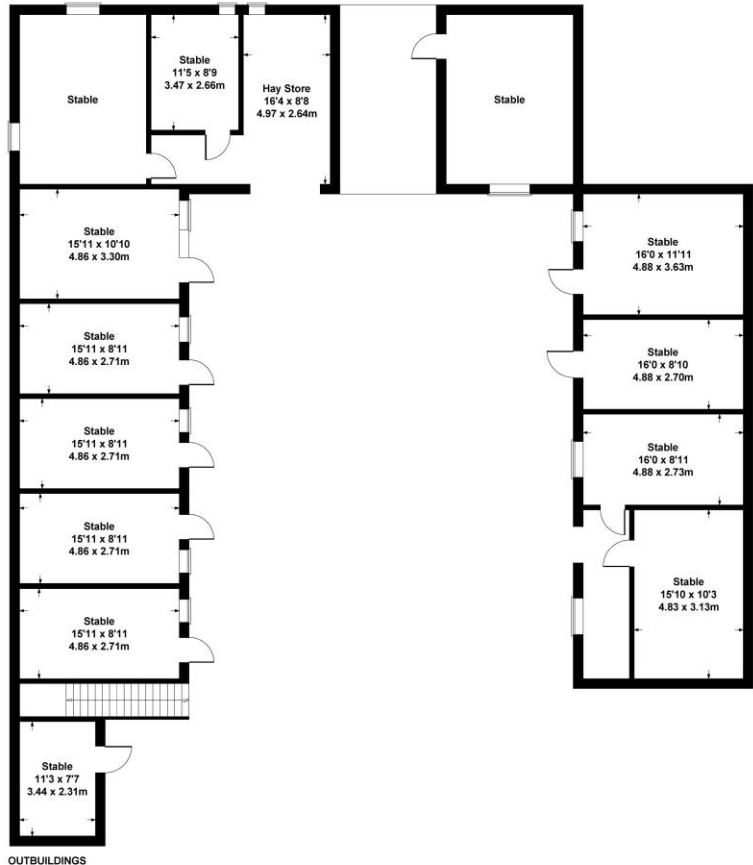 Stable
Stable
11'5 x 8'9
3.47 x 2.66m
Hay Store
16'4 x 8'8
4.97 x 2.64m
Stable
Stable
15'11 x 10'10
4.86 x 3.30m
Stable
15'11 x 8'11
4.86 x 2.71m
Stable
15'11 x 8'11
4.86 x 2.71m
Stable
15'11 x 8'11
4.86 x 2.71m
Stable
15'11 x 8'11
4.86 x 2.71m
Stable
11'3 x 7'7
3.44 x 2.31m
Stable
16'0 x 11'11
4.88 x 3.63m
Stable
16'0 x 8'10
4.88 x 2.70m
Stable
16'0 x 8'11
4.88 x 2.73m
Stable
15'10 x 10'3
4.83 x 3.13m
OUTBUILDINGS